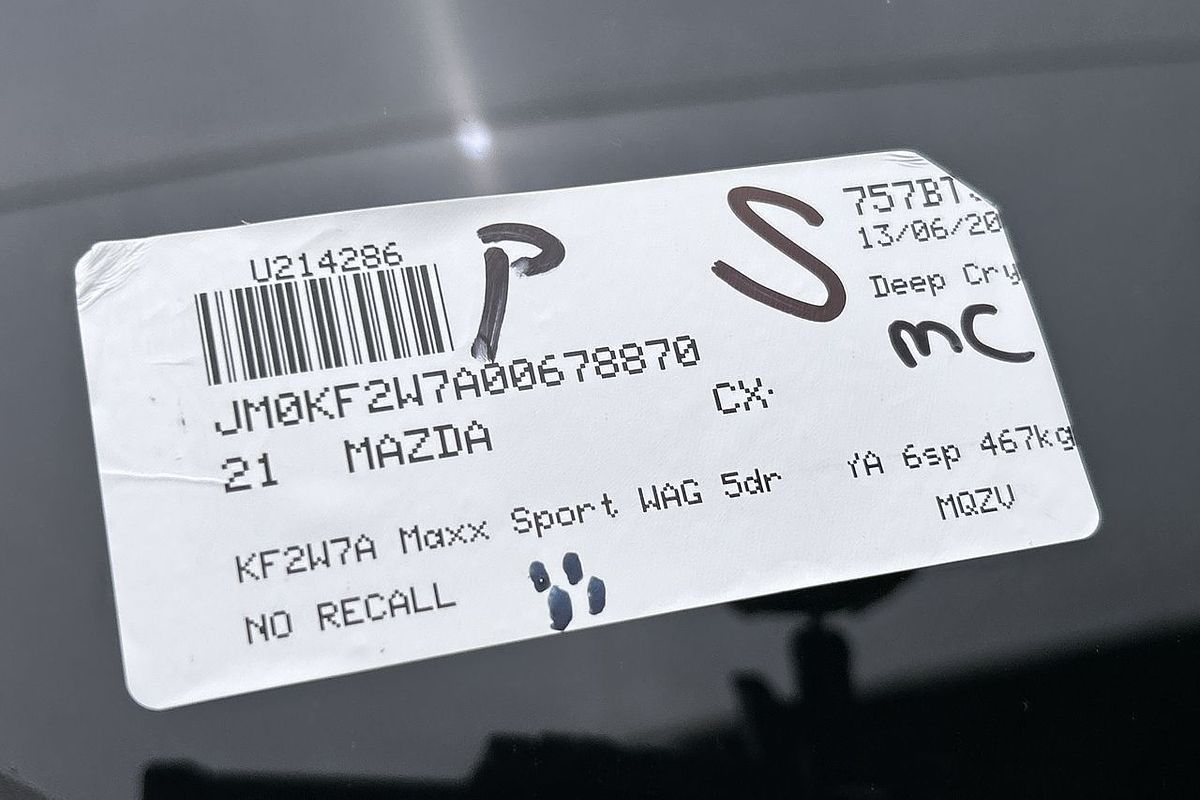 U214286
P
S
757B7
13/06/20
Deep Cry
mc
JM0KF2W7A00678870
21 MAZDA CX-
KF2W7A Maxx Sport WAG 5dr YA 6sp 467kg
NO RECALL
MQZV